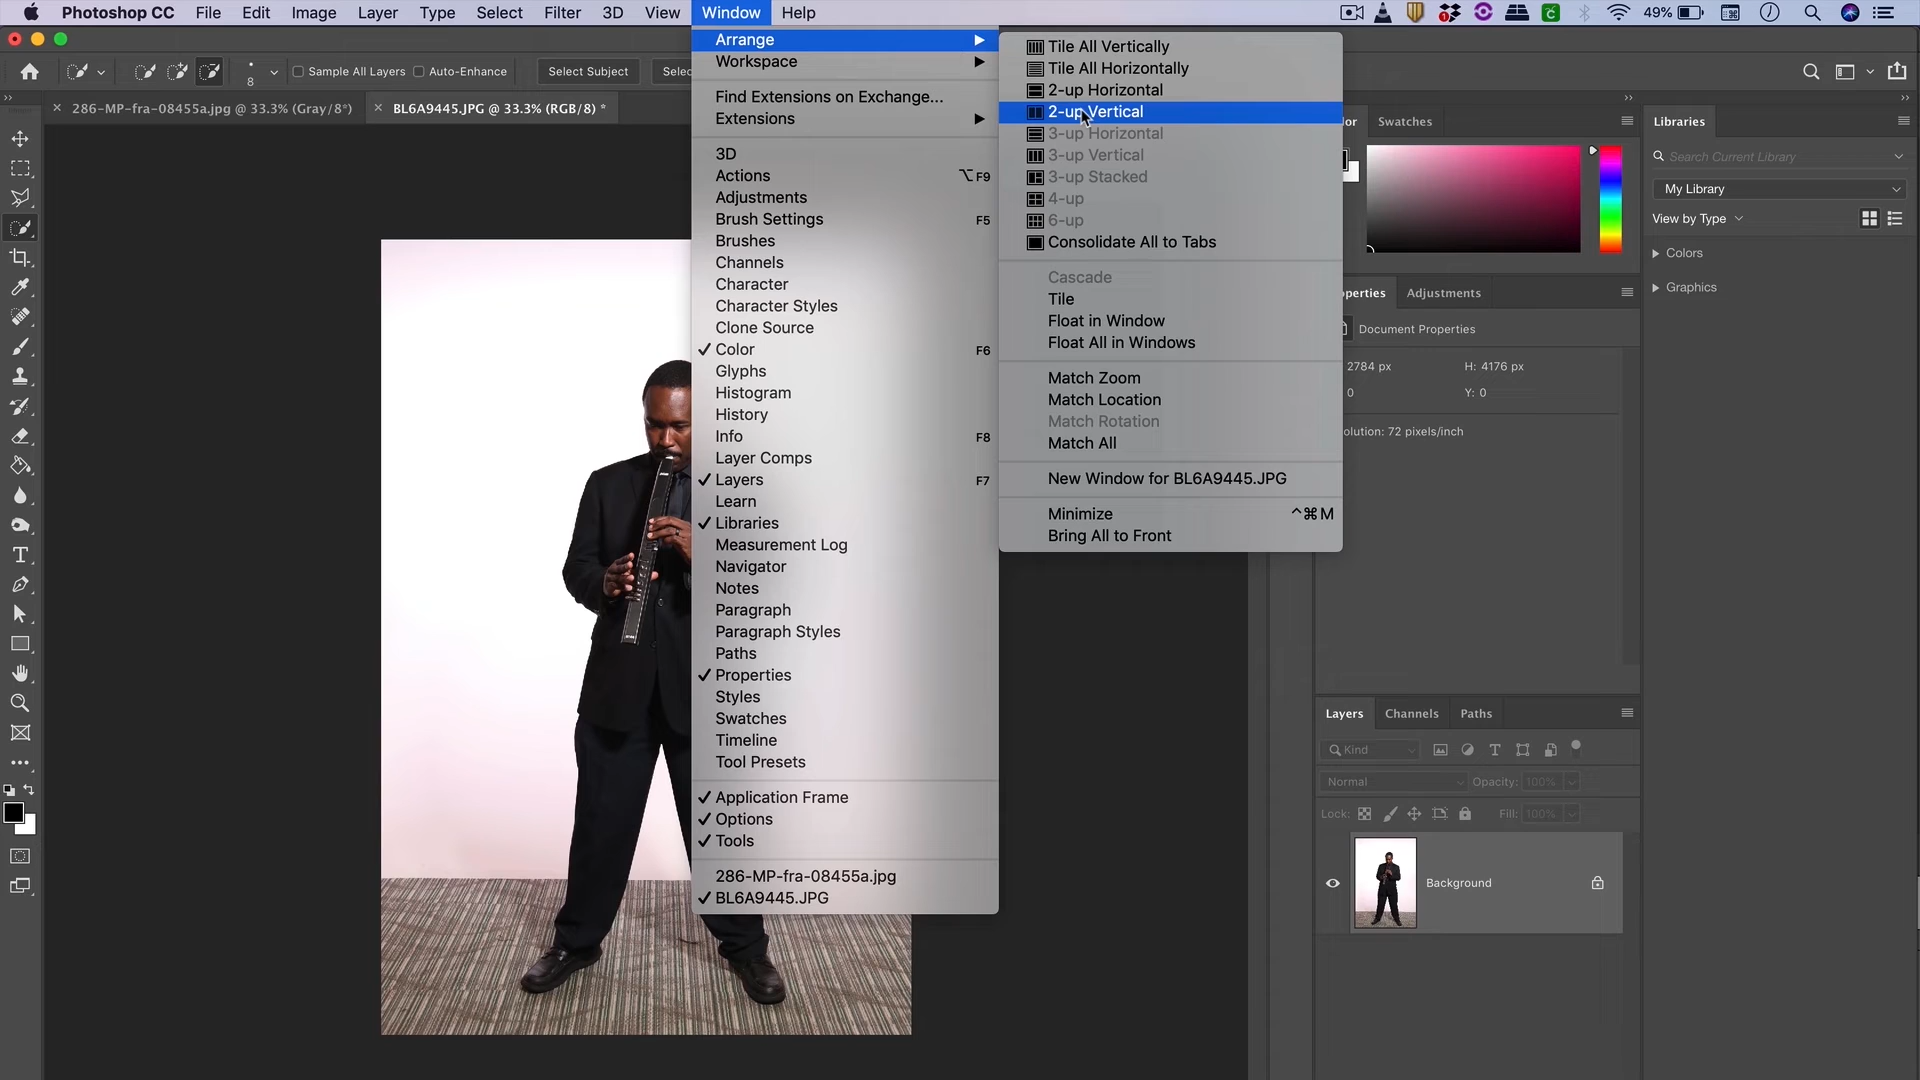 Photoshop CC File Edit Image Layer Type Select Filter 3D View Window Help 49%
8 Sample All Layers Auto-Enhance Select Subject
286-MP-fra-08455a.jpg @ 33.3% (Gray/8*)
BL6A9445.JPG @ 33.3% (RGB/8) *
Arrange
Workspace
Find Extensions on Exchange...
Extensions
3D
Actions ⌥F9
Adjustments
Brush Settings F5
Brushes
Channels
Character
Character Styles
Clone Source
✓ Color F6
Glyphs
Histogram
History
Info F8
Layer Comps
✓ Layers F7
Learn
✓ Libraries
Measurement Log
Navigator
Notes
Paragraph
Paragraph Styles
Paths
✓ Properties
Styles
Swatches
Timeline
Tool Presets
✓ Application Frame
✓ Options
✓ Tools
286-MP-fra-08455a.jpg
✓ BL6A9445.JPG
Tile All Vertically
Tile All Horizontally
2-up Horizontal
2-up Vertical
3-up Horizontal
3-up Vertical
3-up Stacked
4-up
6-up
Consolidate All to Tabs
Cascade
Tile
Float in Window
Float All in Windows
Match Zoom
Match Location
Match Rotation
Match All
New Window for BL6A9445.JPG
Minimize ^⌘M
Bring All to Front
Swatches
Adjustments
Document Properties
2784 px H: 4176 px
0 Y: 0
72 pixels/inch
Layers Channels Paths
Kind
Normal Opacity: 100%
Lock: Fill: 100%
Background
Libraries
Search Current Library
My Library
View by Type
Colors
Graphics